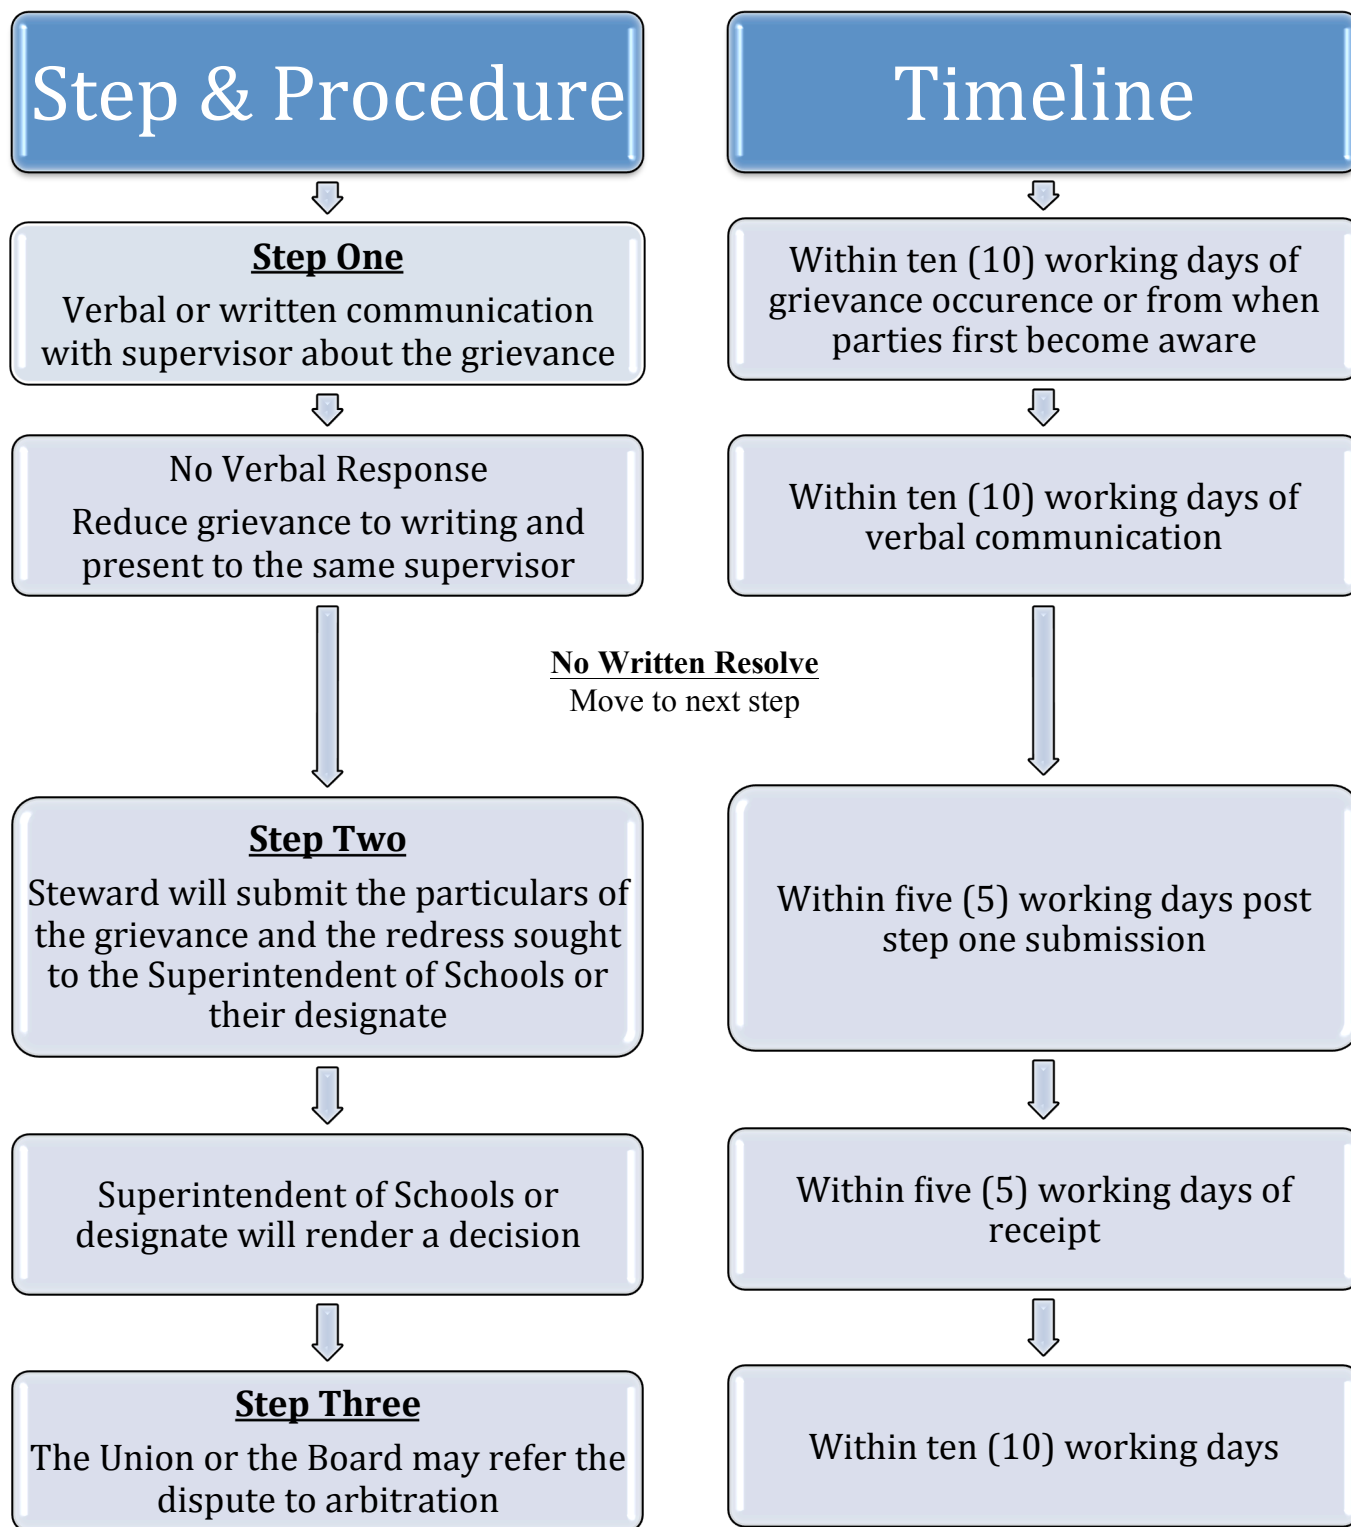 Step & Procedure
Timeline
Step One
Verbal or written communication
with supervisor about the grievance
Within ten (10) working days of
grievance occurence or from when
parties first become aware
No Verbal Response
Reduce grievance to writing and
present to the same supervisor
Within ten (10) working days of
verbal communication
No Written Resolve
Move to next step
Step Two
Steward will submit the particulars of
the grievance and the redress sought
to the Superintendent of Schools or
their designate
Within five (5) working days post
step one submission
Superintendent of Schools or
designate will render a decision
Within five (5) working days of
receipt
Step Three
The Union or the Board may refer the
dispute to arbitration
Within ten (10) working days